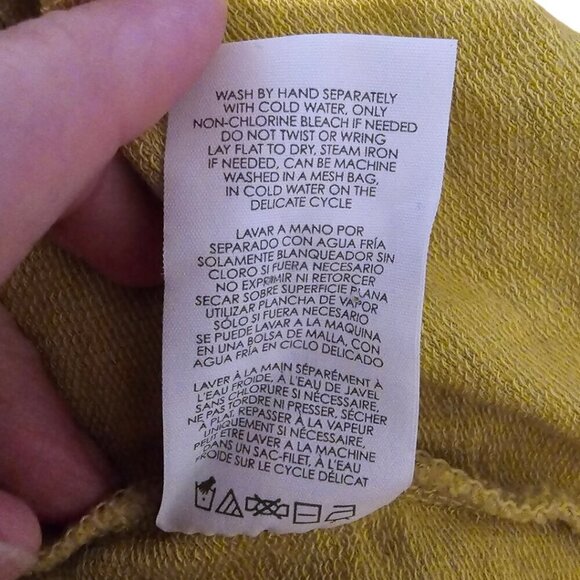 WASH BY HAND SEPARATELY
WITH COLD WATER, ONLY
NON-CHLORINE BLEACH IF NEEDED
DO NOT TWIST OR WRING
LAY FLAT TO DRY, STEAM IRON
IF NEEDED, CAN BE MACHINE
WASHED IN A MESH BAG,
IN COLD WATER ON THE
DELICATE CYCLE
LAVAR A MANO POR
SEPARADO CON AGUA FRÍA
SOLAMENTE BLANQUEADOR SIN
CLORO SI FUERA NECESARIO
NO EXPRIMIR NI RETORCER
SECAR SOBRE SUPERFICIE PLANA
UTILIZAR PLANCHA DE VAPOR
SÓLO SI FUERA NECESARIO
SE PUEDE LAVAR A LA MAQUINA
EN UNA BOLSA DE MALLA, CON
AGUA FRÍA EN CICLO DELICADO
LAVER À LA MAIN SÉPARÉMENT À
L'EAU FROIDE, À L'EAU DE JAVEL
SANS CHLORURE SI NÉCESSAIRE,
NE PAS TORDRE NI PRESSER. SÉCHER
À PLAT. REPASSER À LA VAPEUR
UNIQUEMENT SI NÉCESSAIRE.
PEUT ETRE LAVER A LA MACHINE
DANS UN SAC-FILET, À L'EAU
FROIDE SUR LE CYCLE DÉLICAT